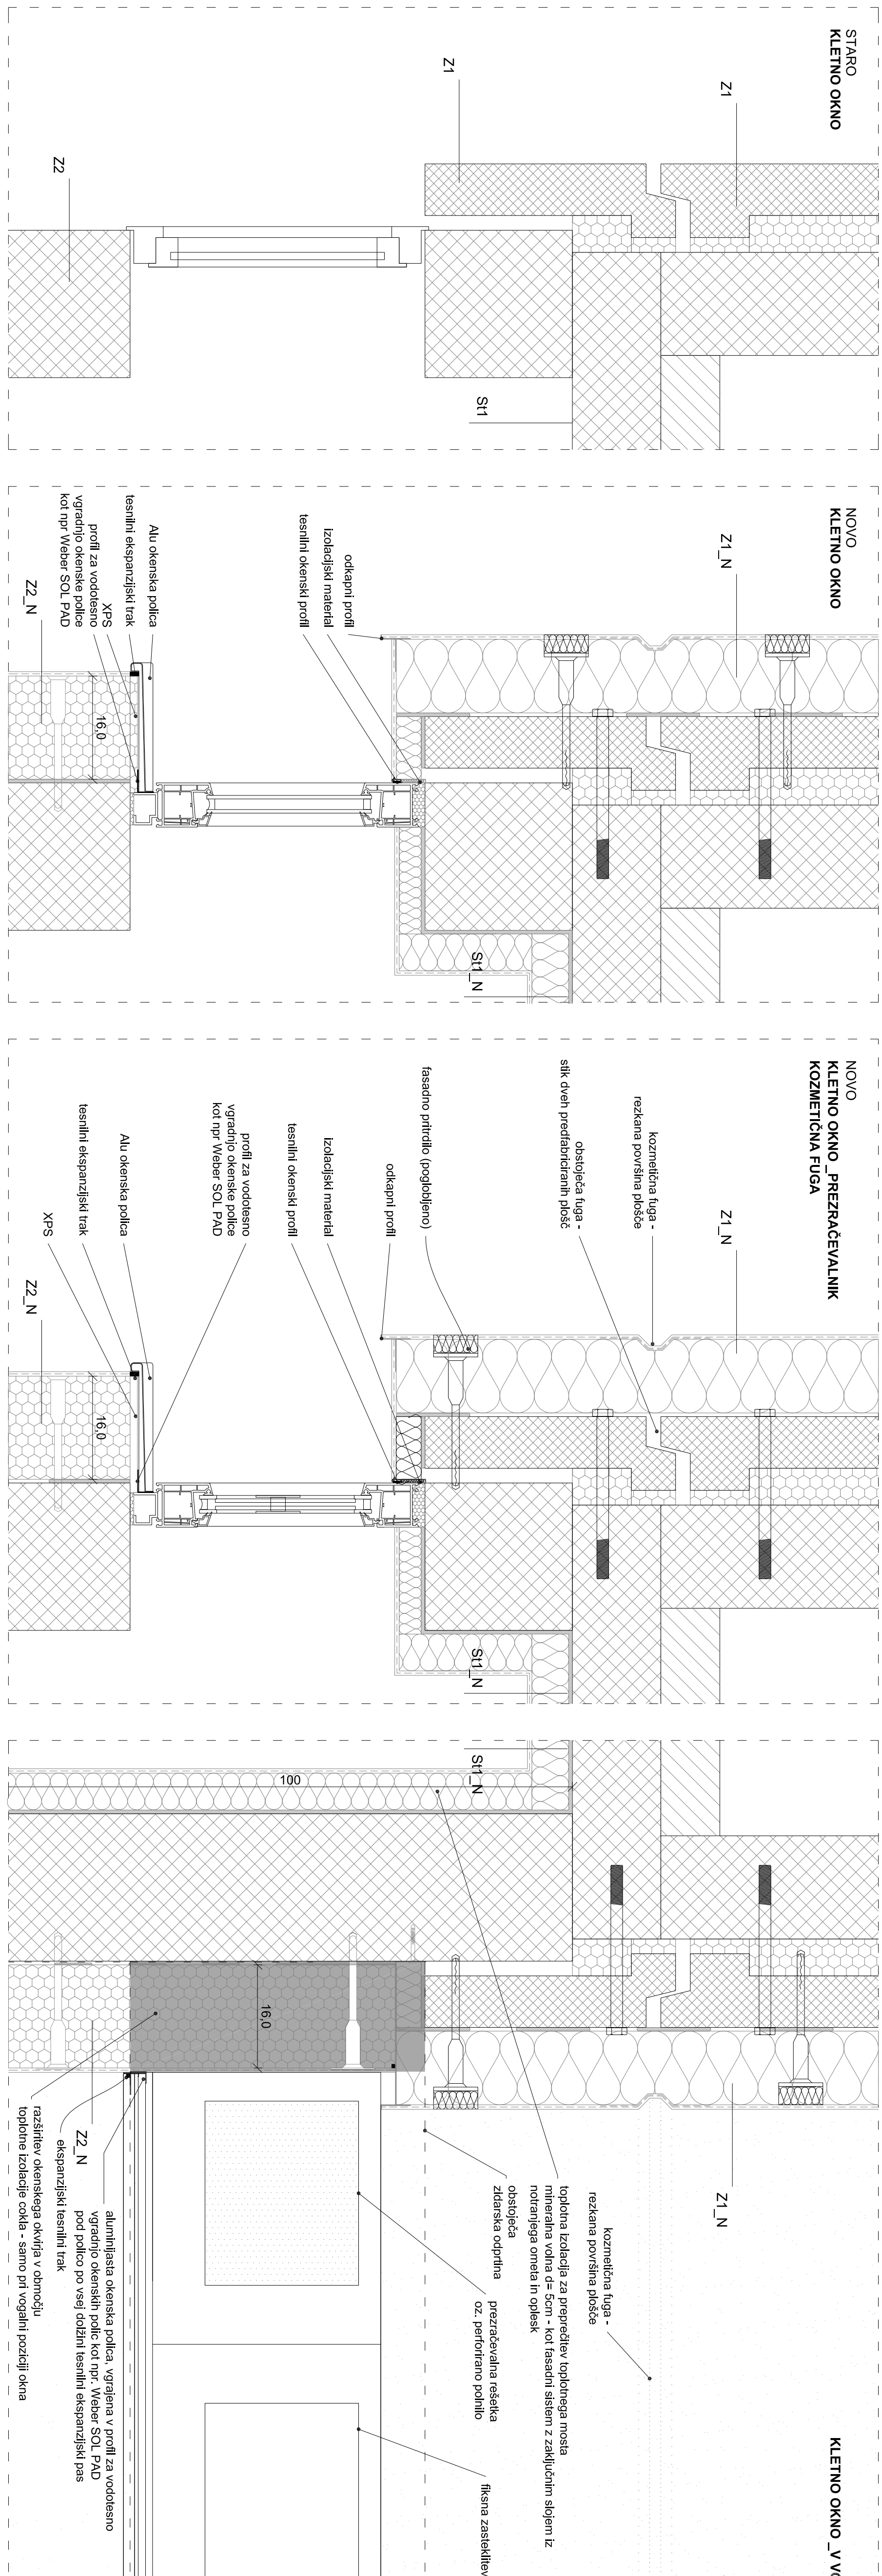 STARO
KLETNO OKNO
Z1
Z1
Z2
St1
NOVO
KLETNO OKNO
Z1_N
odkapni profil
izolacijski material
tesnilni okenski profil
Alu okenska polica
tesnilni ekspanzijski trak
XPS
profil za vodotesno
vgradnjo okenske police
kot npr Weber SOL PAD
Z2_N
16,0
St1_N
NOVO
KLETNO OKNO_PREZRAČEVALNIK
KOZMETIČNA FUGA
Z1_N
kozmetična fuga -
rezkana površina plošče
obstoječa fuga -
stik dveh predfabriciranih plošč
fasadno pritrdilo (poglobljeno)
odkapni profil
izolacijski material
tesnilni okenski profil
profil za vodotesno
vgradnjo okenske police
kot npr Weber SOL PAD
Alu okenska polica
tesnilni ekspanzijski trak
XPS
Z2_N
16,0
St1_N
KLETNO OKNO_V
St1_N
100
16,0
Z1_N
kozmetična fuga -
rezkana površina plošče
toplotna izolacija za preprečitev toplotnega mosta
mineralna volna d= 5cm - kot fasadni sistem z zaključnim slojem iz
notranjega ometa in oplesk
obstoječa
zidarska odprtina
prezračevalna rešetka
oz. perforirano polnilo
fiksna zasteklitev
aluminijasta okenska polica, vgrajena v profil za vodotesno
vgradnjo okenskih polic kot npr. Weber SOL PAD
pod polico po vsej dolžini tesnilni ekspanzijski pas
Z2_N
ekspanzijski tesnilni trak
razširitev okenskega okvirja v območju
toplotne izolacije cokla - samo pri vogalni poziciji okna